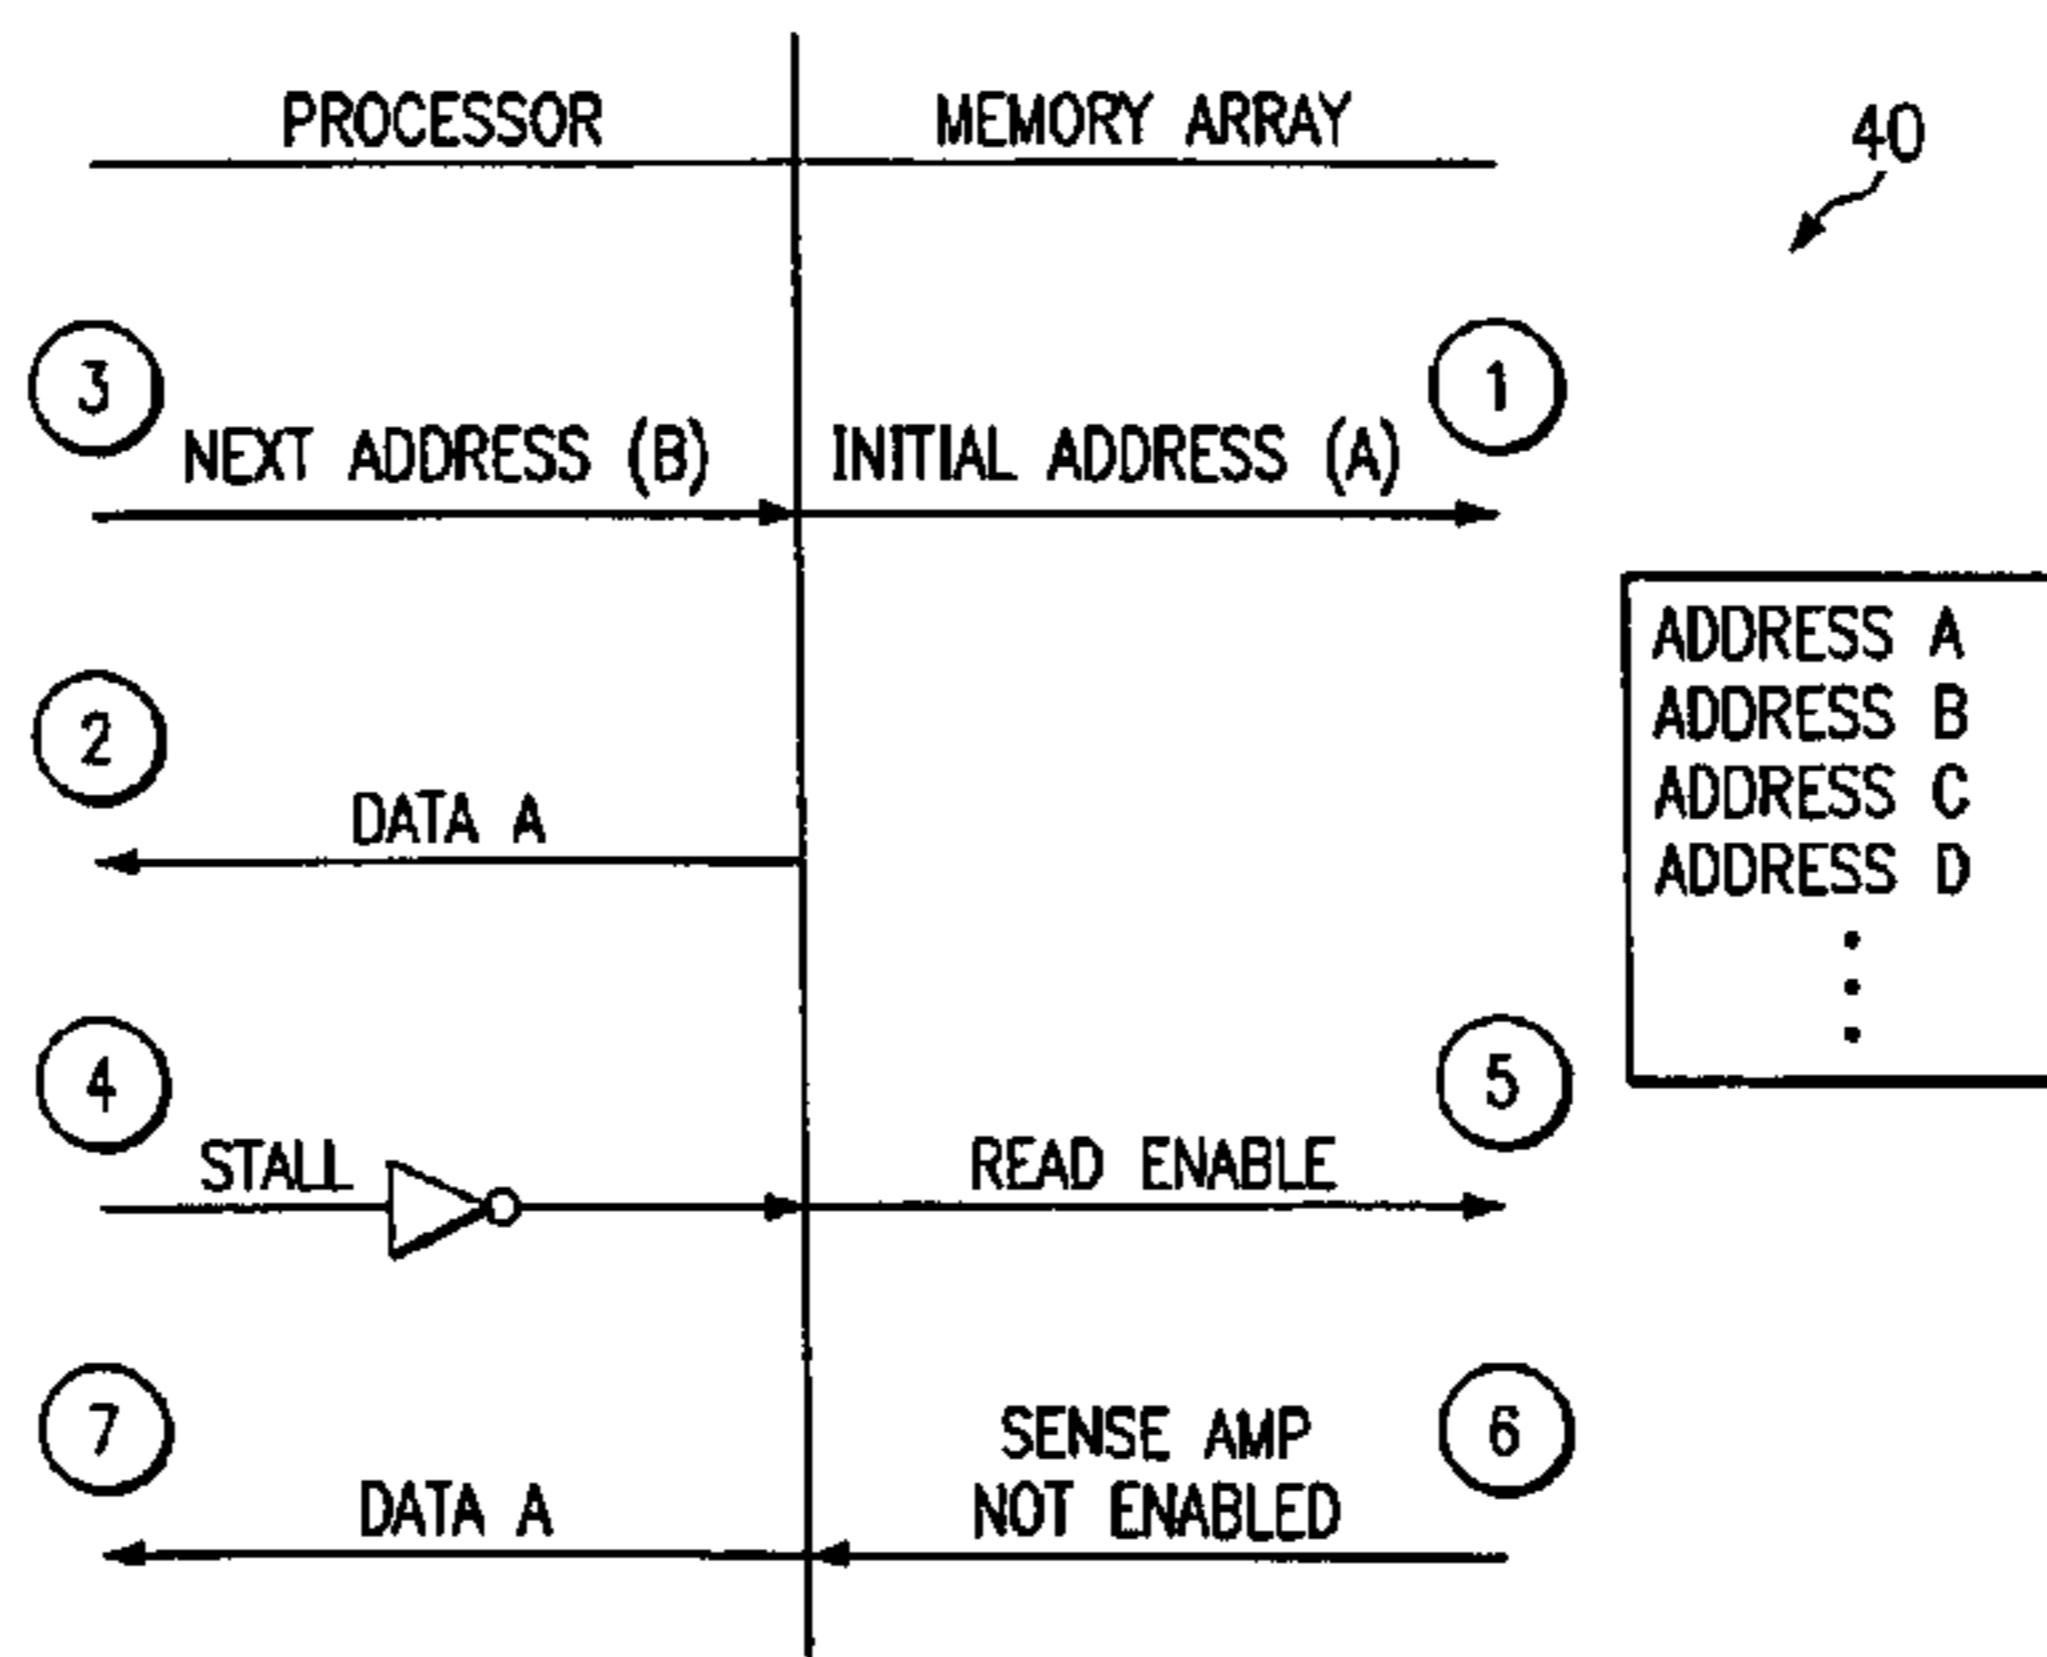 PROCESSOR
MEMORY ARRAY
40
3
1
NEXT ADDRESS (B)
INITIAL ADDRESS (A)
ADDRESS A
ADDRESS B
ADDRESS C
ADDRESS D
2
DATA A
4
5
STALL
READ ENABLE
7
6
SENSE AMP
NOT ENABLED
DATA A